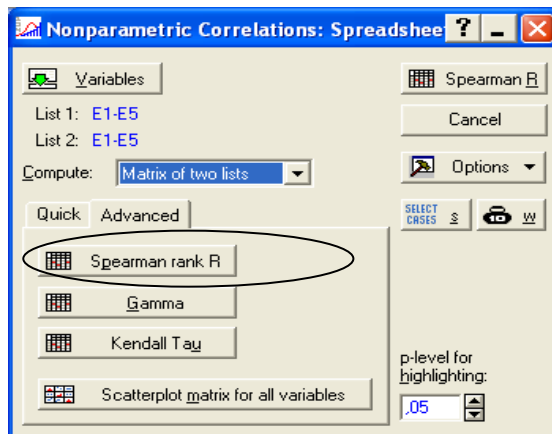 Nonparametric Correlations: Spreadshee
Variables
Spearman R
List 1: E1-E5
Cancel
List 2: E1-E5
Compute: Matrix of two lists
Options
Quick Advanced
SELECT CASES S W
Spearman rank R
Gamma
Kendall Tau
p-level for
highlighting:
Scatterplot matrix for all variables
,05